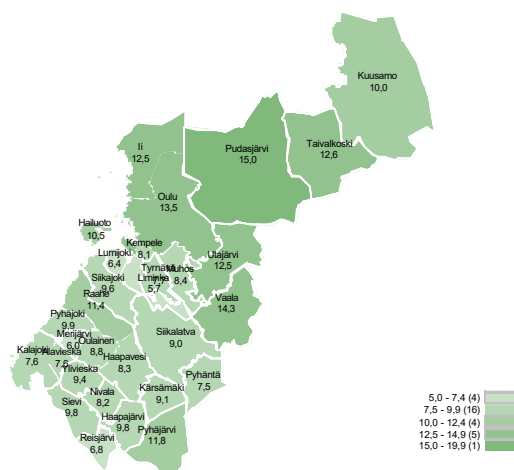 Kuusamo
10,0
Ii
12,5
Pudasjärvi
15,0
Taivalkoski
12,6
Oulu
13,5
Hailuoto
10,5
Kempele
8,1
Lumijoki
6,4
Utajärvi
12,5
Tyrnävä
Muhos
8,4
Liminka
5,7
Siikajoki
9,6
Raahe
11,4
Vaala
14,3
Pyhäjoki
9,9
Merijärvi
6,0
Oulainen
8,8
Siikalatva
9,0
Kalajoki
7,6
Alavieska
7,6
Haapavesi
8,3
Ylivieska
9,4
Pyhäntä
7,5
Kärsämäki
9,1
Nivala
8,2
Sievi
9,8
Haapajärvi
9,8
Pyhäjärvi
11,8
Reisjärvi
6,8
5,0 - 7,4 (4)
7,5 - 9,9 (16)
10,0 - 12,4 (4)
12,5 - 14,9 (5)
15,0 - 19,9 (1)